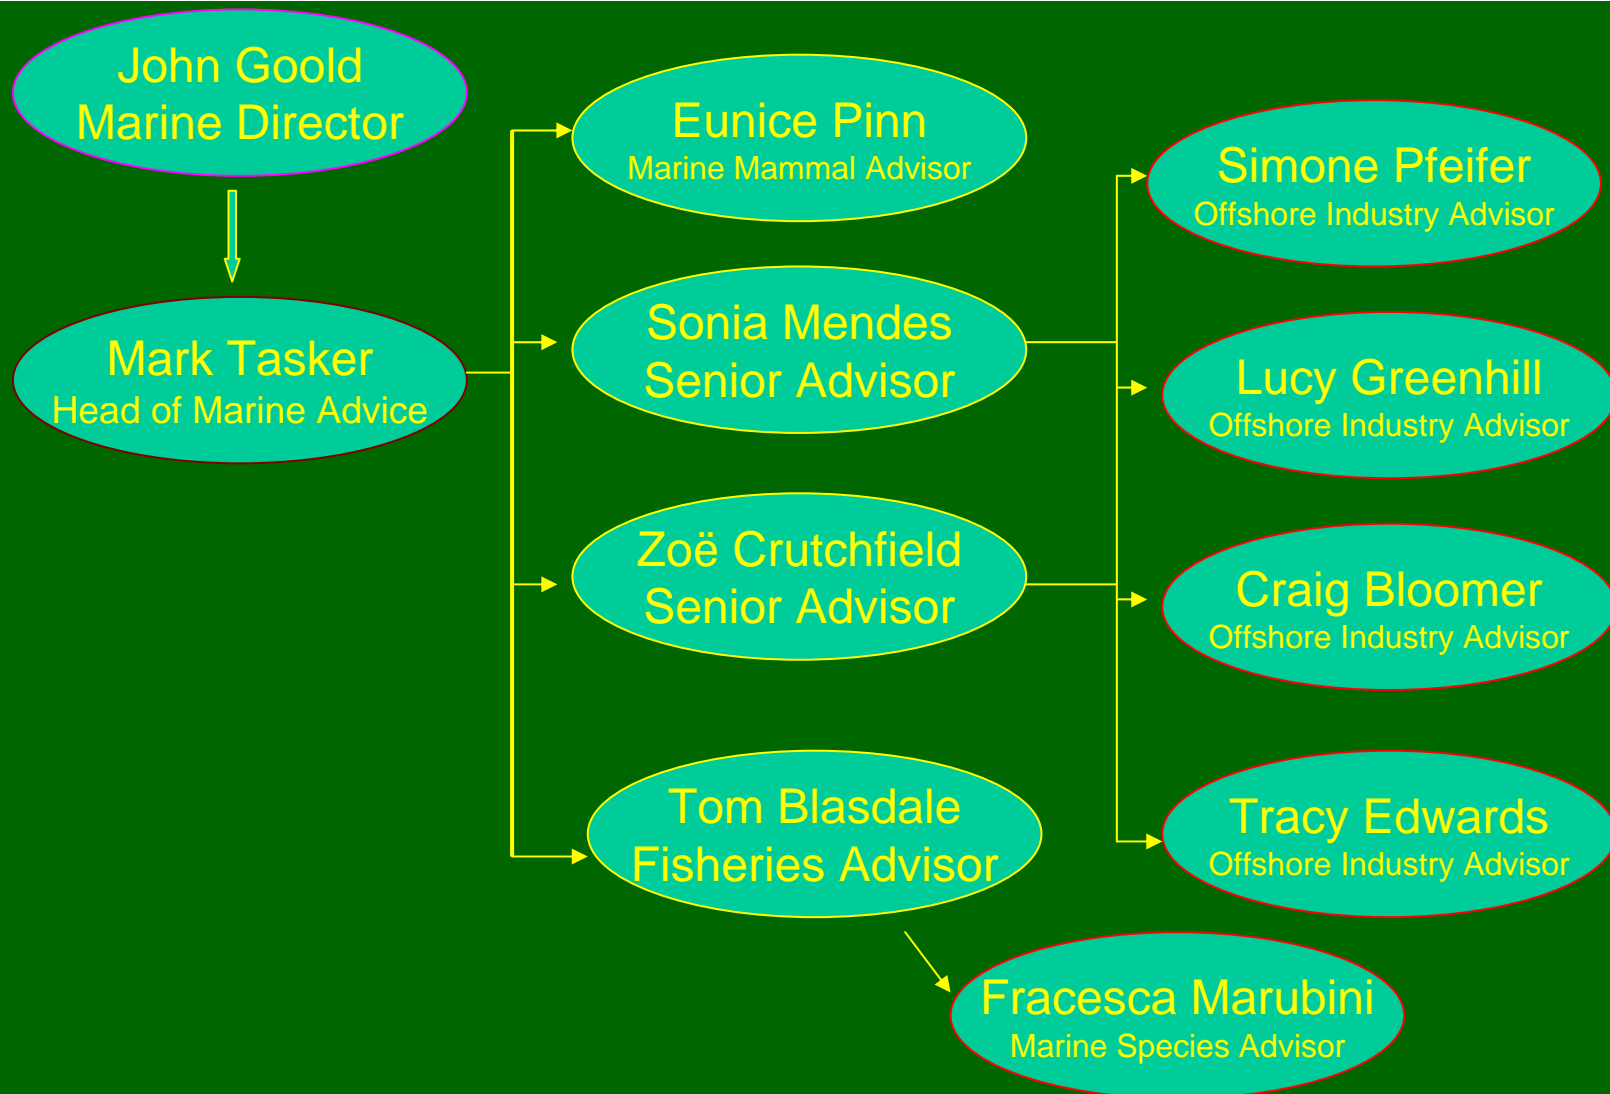 John Goold
Marine Director
Mark Tasker
Head of Marine Advice
Eunice Pinn
Marine Mammal Advisor
Sonia Mendes
Senior Advisor
Zoë Crutchfield
Senior Advisor
Tom Blasdale
Fisheries Advisor
Simone Pfeifer
Offshore Industry Advisor
Lucy Greenhill
Offshore Industry Advisor
Craig Bloomer
Offshore Industry Advisor
Tracy Edwards
Offshore Industry Advisor
Fracesca Marubini
Marine Species Advisor